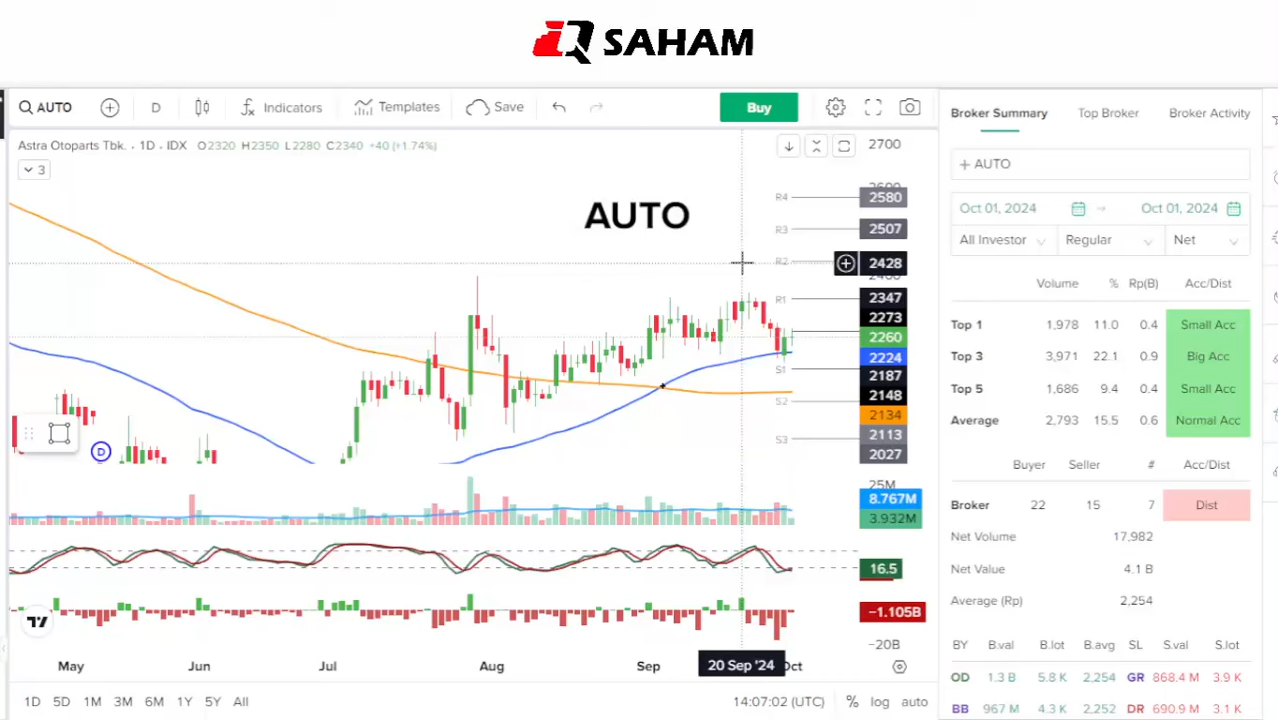 SAHAM
AUTO D Indicators Templates Save Buy
Astra Otoparts Tbk. · 1D · IDX O2320 H2350 L2280 C2340 +40 (+1.74%)
3
AUTO
2700
R4 2580
R3 2507
R2 2428
R1 2347
2273
2260
2224
S1 2187
S2 2148
2134
S3 2113
2027
25M
8.767M
3.932M
16.5
−1.105B
−20B
D
May Jun Jul Aug Sep 20 Sep '24 Oct
1D 5D 1M 3M 6M 1Y 5Y All 14:07:02 (UTC) % log auto
Broker Summary Top Broker Broker Activity
+ AUTO
Oct 01, 2024 → Oct 01, 2024
All Investor Regular Net
Volume % Rp(B) Acc/Dist
Top 1 1,978 11.0 0.4 Small Acc
Top 3 3,971 22.1 0.9 Big Acc
Top 5 1,686 9.4 0.4 Small Acc
Average 2,793 15.5 0.6 Normal Acc
Buyer Seller # Acc/Dist
Broker 22 15 7 Dist
Net Volume 17,982
Net Value 4.1 B
Average (Rp) 2,254
BY B.val B.lot B.avg SL S.val S.lot
OD 1.3 B 5.8 K 2,254 GR 868.4 M 3.9 K
BB 967 M 4.3 K 2,252 DR 690.9 M 3.1 K